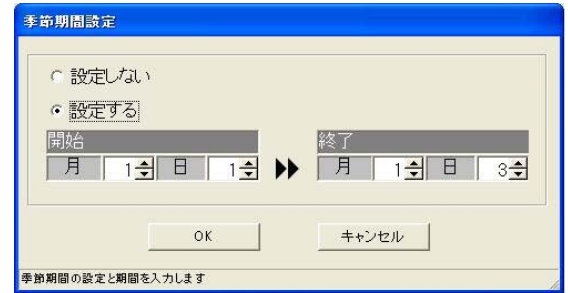 季節期間設定
設定しない
設定する
開始 終了
月 1 日 1 月 1 日 3
OK キャンセル
季節期間の設定と期間を入力します